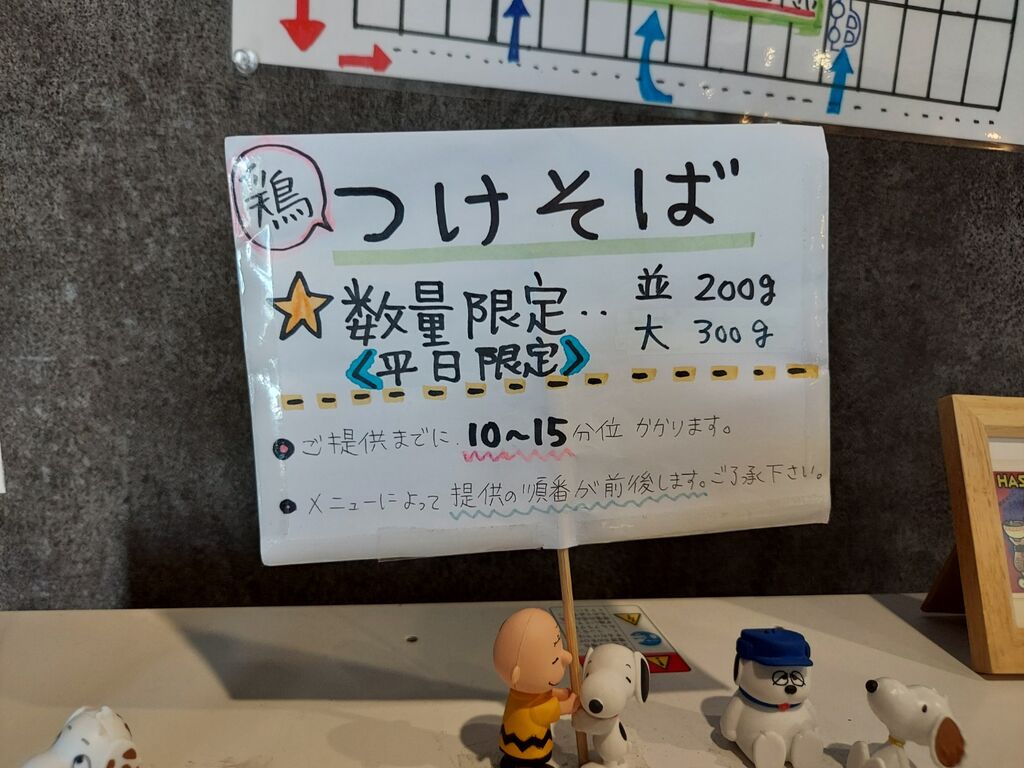 鶏 つけそば
数量限定‥ 並 200g
《平日限定》 大 300g
ご提供までに、10〜15分位 かかります。
メニューによって 提供の順番が前後します。ご了承下さい。
HAS